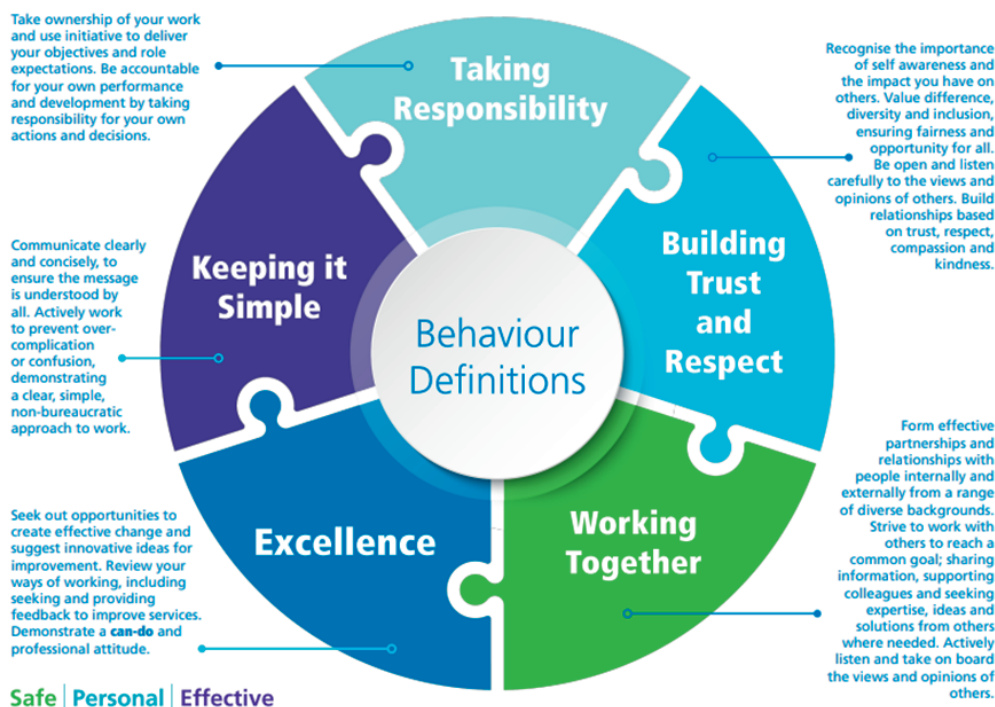 Take ownership of your work
and use initiative to deliver
your objectives and role
expectations. Be accountable
for your own performance
and development by taking
responsibility for your own
actions and decisions.
Taking
Responsibility
Recognise the importance
of self awareness and
the impact you have on
others. Value difference,
diversity and inclusion,
ensuring fairness and
opportunity for all.
Be open and listen
carefully to the views and
opinions of others. Build
relationships based
on trust, respect,
compassion and
kindness.
Building
Trust
and
Respect
Communicate clearly
and concisely, to
ensure the message
is understood by
all. Actively work
to prevent over-
complication
or confusion,
demonstrating
a clear, simple,
non-bureaucratic
approach to work.
Keeping it
Simple
Behaviour
Definitions
Form effective
partnerships and
relationships with
people internally and
externally from a range
of diverse backgrounds.
Strive to work with
others to reach a
common goal; sharing
information, supporting
colleagues and seeking
expertise, ideas and
solutions from others
where needed. Actively
listen and take on board
the views and opinions of
others.
Working
Together
Seek out opportunities to
create effective change and
suggest innovative ideas for
improvement. Review your
ways of working, including
seeking and providing
feedback to improve services.
Demonstrate a can-do and
professional attitude.
Excellence
Safe | Personal | Effective